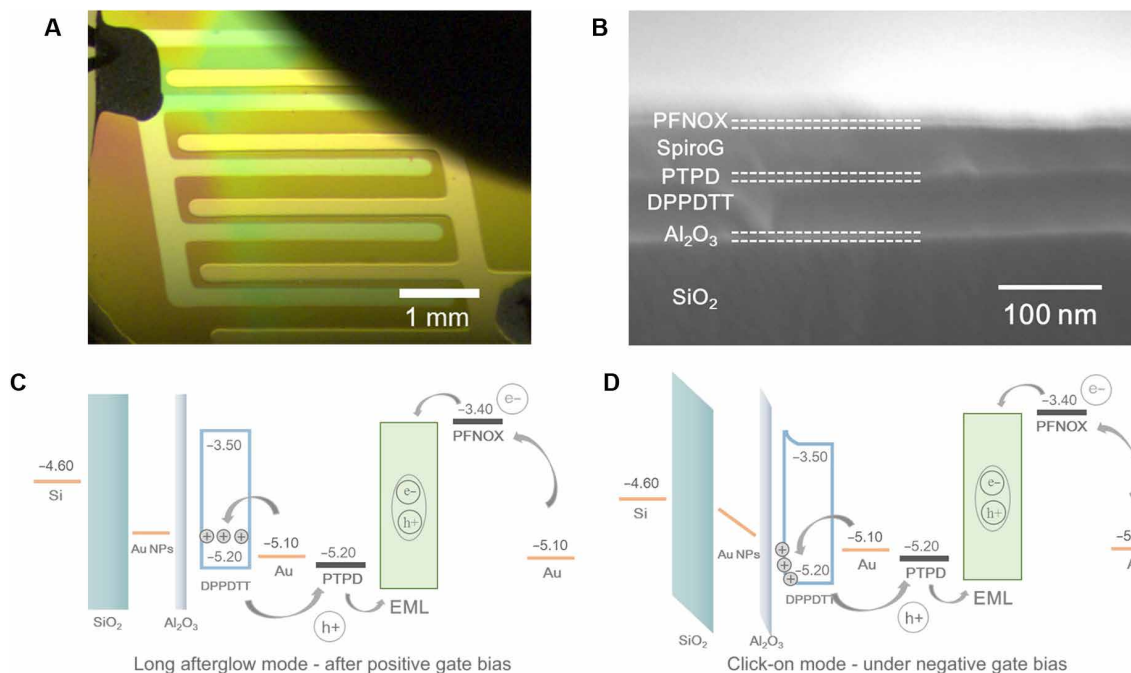 A
1 mm
B
PFNOX
SpiroG
PTPD
DPPDTT
Al₂O₃
SiO₂
100 nm
C
−4.60
Si
SiO₂
Au NPs
Al₂O₃
−3.50
+ + +
−5.20
DPPDTT
−5.10
Au
−5.20
PTPD
h+
e−
h+
EML
−3.40
PFNOX
e−
−5.10
Au
Long afterglow mode - after positive gate bias
D
−4.60
Si
SiO₂
Au NPs
Al₂O₃
−3.50
+
+
+
−5.20
DPPDTT
−5.10
Au
−5.20
PTPD
h+
e−
h+
EML
−3.40
PFNOX
e−
Click-on mode - under negative gate bias